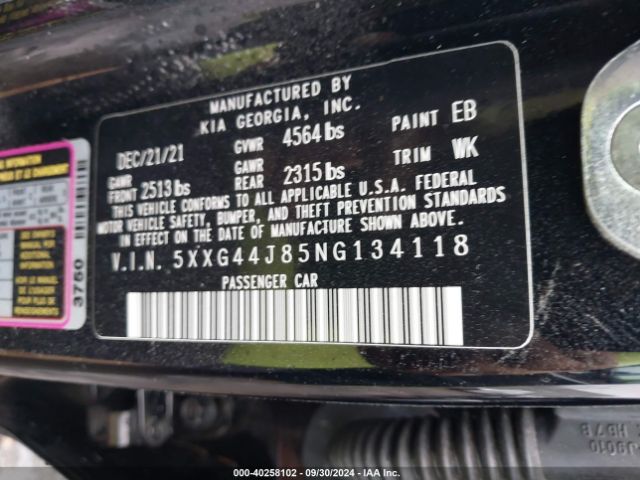 MANUFACTURED BY
KIA GEORGIA, INC.
DEC/21/21 GVWR 4564 lbs PAINT EB
GAWR FRONT 2513 lbs GAWR REAR 2315 lbs TRIM WK
THIS VEHICLE CONFORMS TO ALL APPLICABLE U.S.A. FEDERAL
MOTOR VEHICLE SAFETY, BUMPER, AND THEFT PREVENTION STANDARDS
IN EFFECT ON THE DATE OF MANUFACTURE SHOWN ABOVE.
V.I.N. 5XXG44J85NG134118
PASSENGER CAR
3760
000-40258102 - 09/30/2024 - IAA Inc.